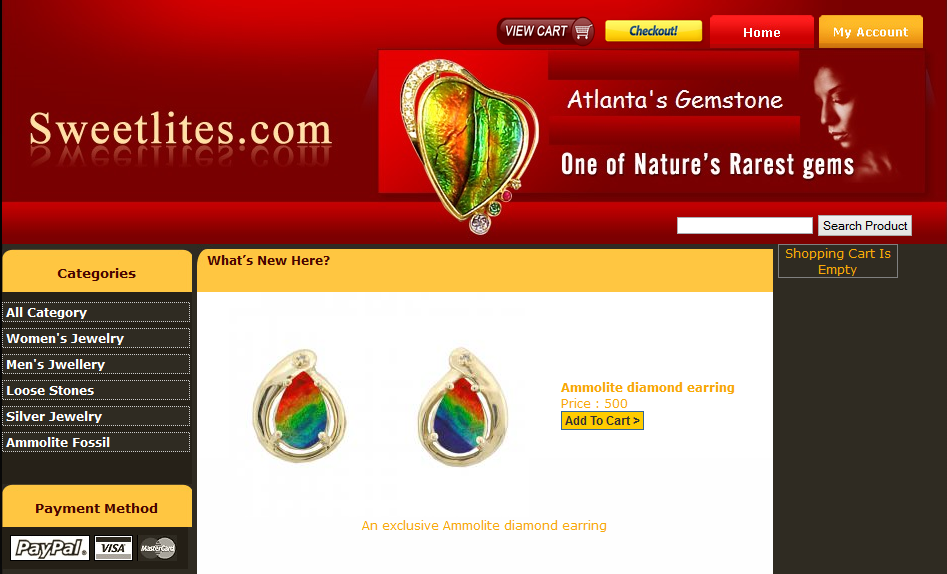 VIEW CART
Checkout!
Home
My Account
Sweetlites.com
Atlanta's Gemstone
One of Nature's Rarest gems
Search Product
Categories
All Category
Women's Jewelry
Men's Jwellery
Loose Stones
Silver Jewelry
Ammolite Fossil
Payment Method
PayPal®
VISA
MasterCard
What's New Here?
Ammolite diamond earring
Price : 500
Add To Cart >
An exclusive Ammolite diamond earring
Shopping Cart Is
Empty